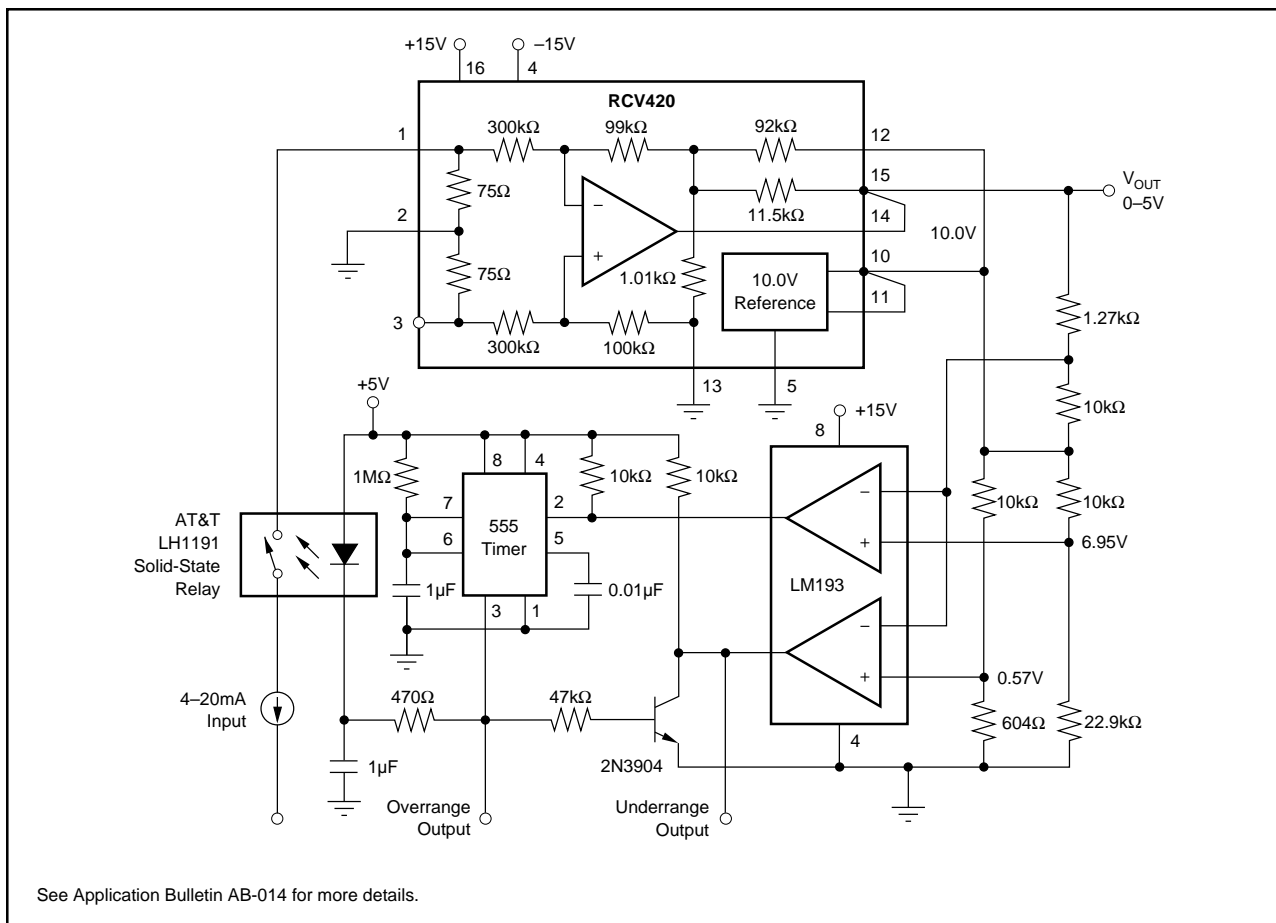 +15V
–15V
16
4
RCV420
1
300kΩ
99kΩ
92kΩ
12
15
V_OUT
0–5V
75Ω
–
11.5kΩ
14
2
10.0V
+
10
75Ω
1.01kΩ
10.0V
Reference
11
3
300kΩ
100kΩ
1.27kΩ
13
5
+5V
+15V
10kΩ
8
8
4
1MΩ
10kΩ
10kΩ
–
10kΩ
10kΩ
7
2
AT&T
LH1191
Solid-State
Relay
555
Timer
6
5
+
6.95V
1µF
0.01µF
LM193
3
1
–
+
0.57V
4–20mA
Input
470Ω
47kΩ
604Ω
22.9kΩ
4
1µF
2N3904
Overrange
Output
Underrange
Output
See Application Bulletin AB-014 for more details.